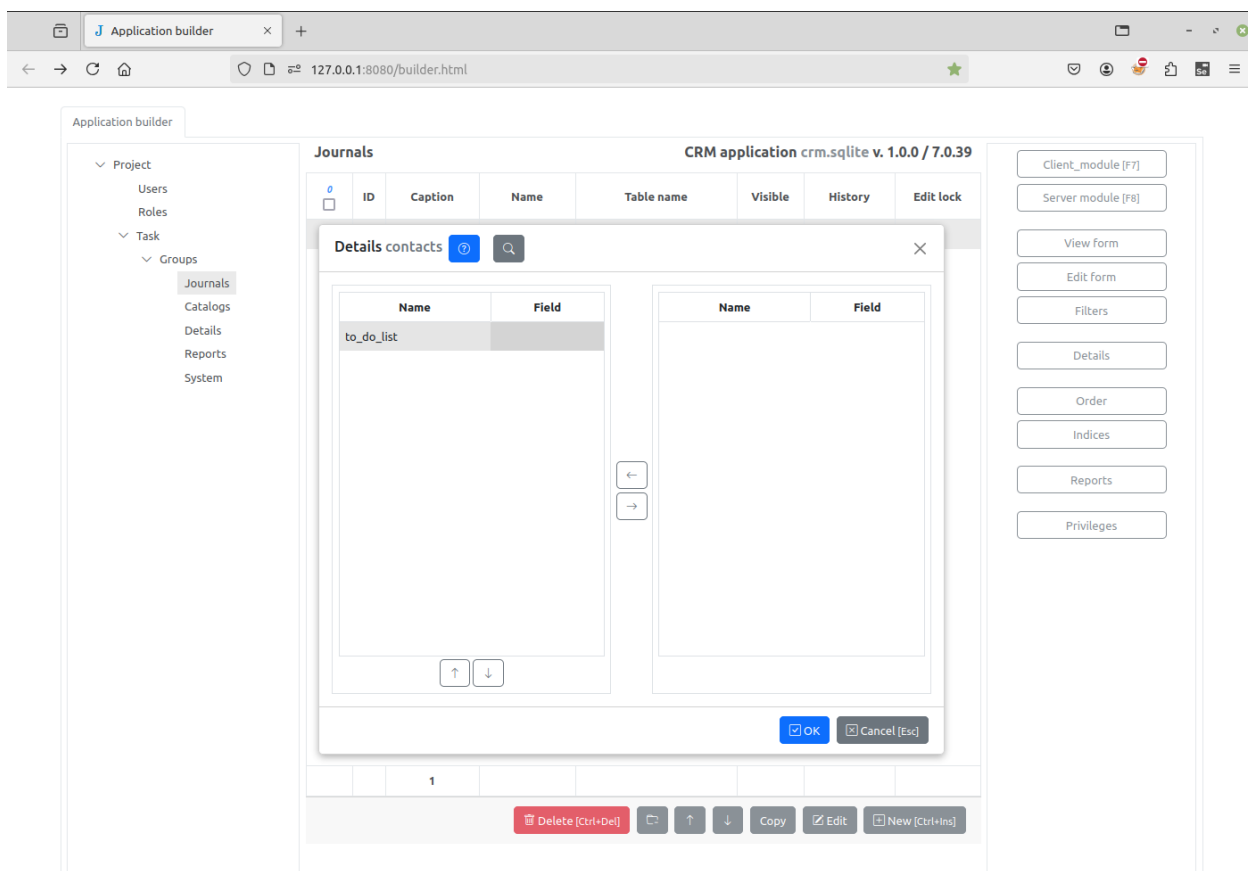 Application builder
127.0.0.1:8080/builder.html
Application builder
Project
Users
Roles
Task
Groups
Journals
Catalogs
Details
Reports
System
Journals
CRM application crm.sqlite v. 1.0.0 / 7.0.39
0
ID Caption Name Table name Visible History Edit lock
Details contacts
Name Field
to_do_list
Name Field
OK
Cancel [Esc]
1
Delete [Ctrl+Del]
Copy
Edit
New [Ctrl+Ins]
Client_module [F7]
Server module [F8]
View form
Edit form
Filters
Details
Order
Indices
Reports
Privileges